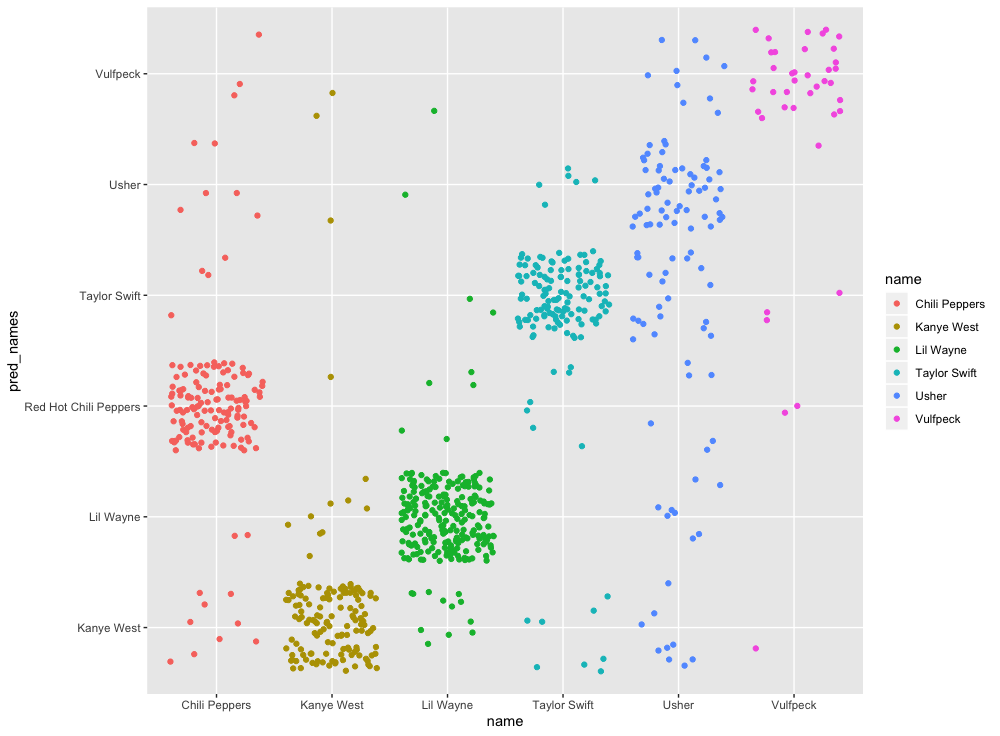 Vulfpeck
Usher
Taylor Swift
Red Hot Chili Peppers
Lil Wayne
Kanye West
pred_names
Chili Peppers
Kanye West
Lil Wayne
Taylor Swift
Usher
Vulfpeck
name
name
Chili Peppers
Kanye West
Lil Wayne
Taylor Swift
Usher
Vulfpeck